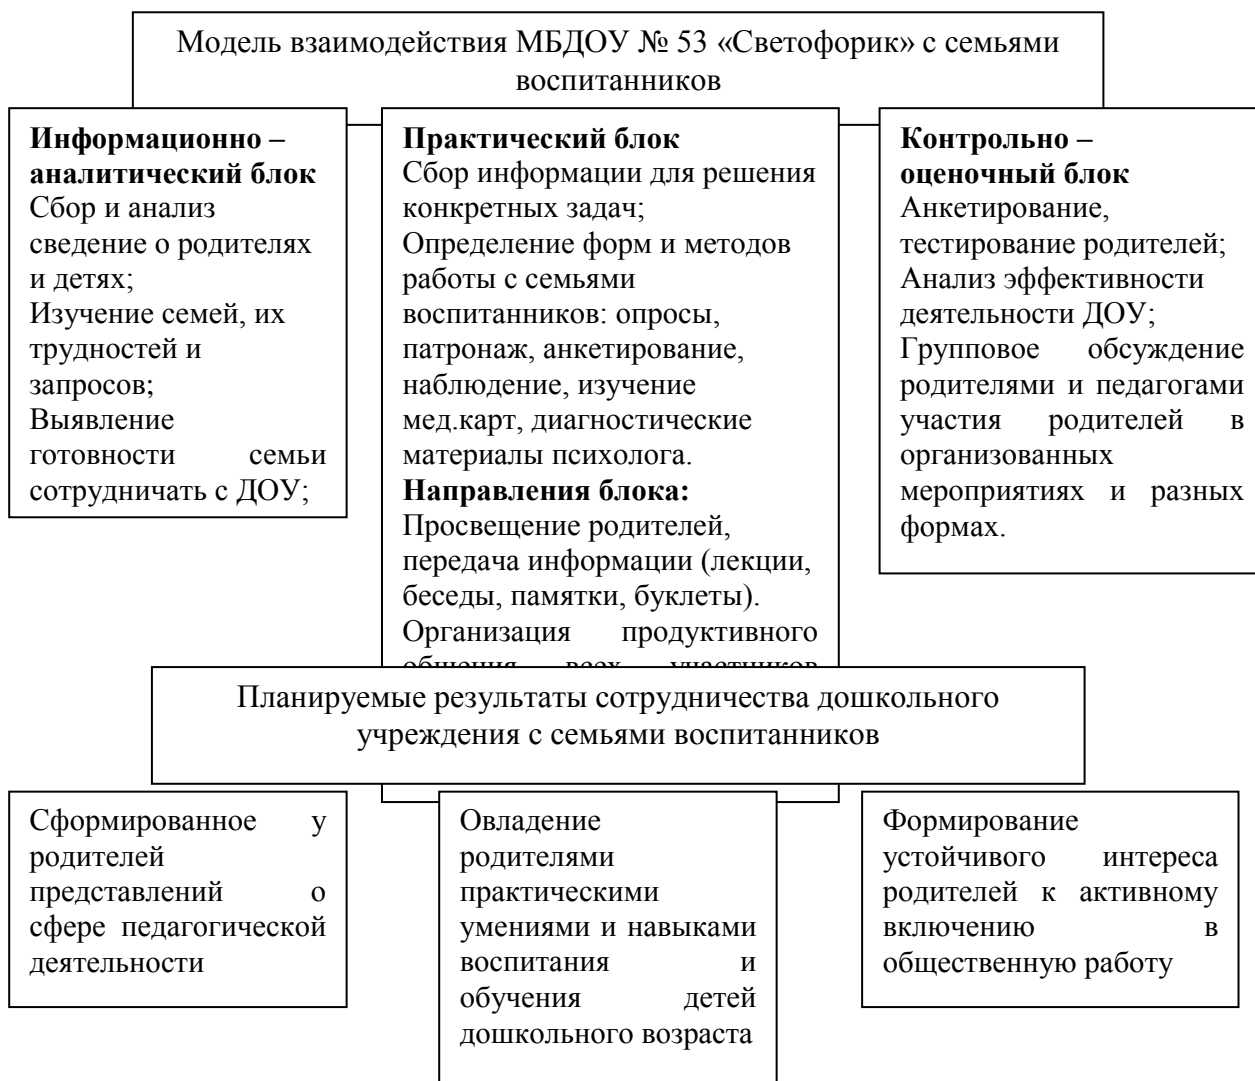 Модель взаимодействия МБДОУ № 53 «Светофорик» с семьями
воспитанников
Информационно –
аналитический блок
Сбор и анализ
сведение о родителях
и детях;
Изучение семей, их
трудностей и
запросов;
Выявление
готовности семьи
сотрудничать с ДОУ;
Практический блок
Сбор информации для решения
конкретных задач;
Определение форм и методов
работы с семьями
воспитанников: опросы,
патронаж, анкетирование,
наблюдение, изучение
мед.карт, диагностические
материалы психолога.
Направления блока:
Просвещение родителей,
передача информации (лекции,
беседы, памятки, буклеты).
Организация продуктивного
общения всех участников
Контрольно –
оценочный блок
Анкетирование,
тестирование родителей;
Анализ эффективности
деятельности ДОУ;
Групповое обсуждение
родителями и педагогами
участия родителей в
организованных
мероприятиях и разных
формах.
Планируемые результаты сотрудничества дошкольного
учреждения с семьями воспитанников
Сформированное у
родителей
представлений о
сфере педагогической
деятельности
Овладение
родителями
практическими
умениями и навыками
воспитания и
обучения детей
дошкольного возраста
Формирование
устойчивого интереса
родителей к активному
включению в
общественную работу